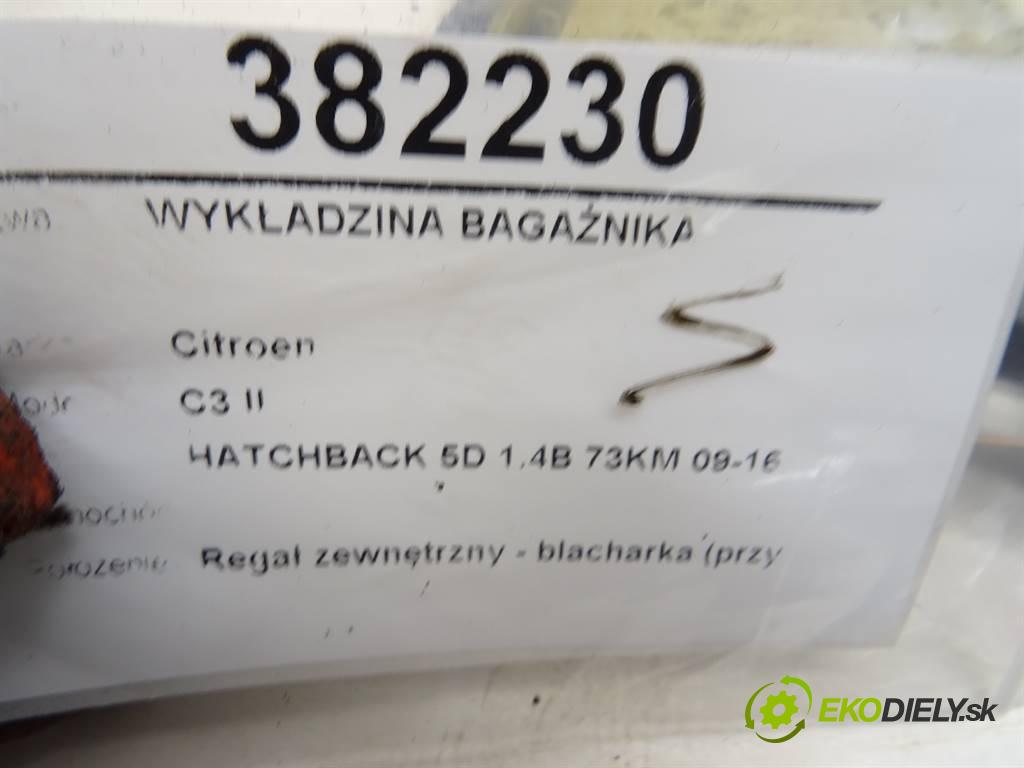 382230
WYKŁADZINA BAGAŻNIKA
Citroen
C3 II
HATCHBACK 5D 1.4B 73KM 09-16
Regał zewnętrzny - blacharka (przy
EKODIELY.sk